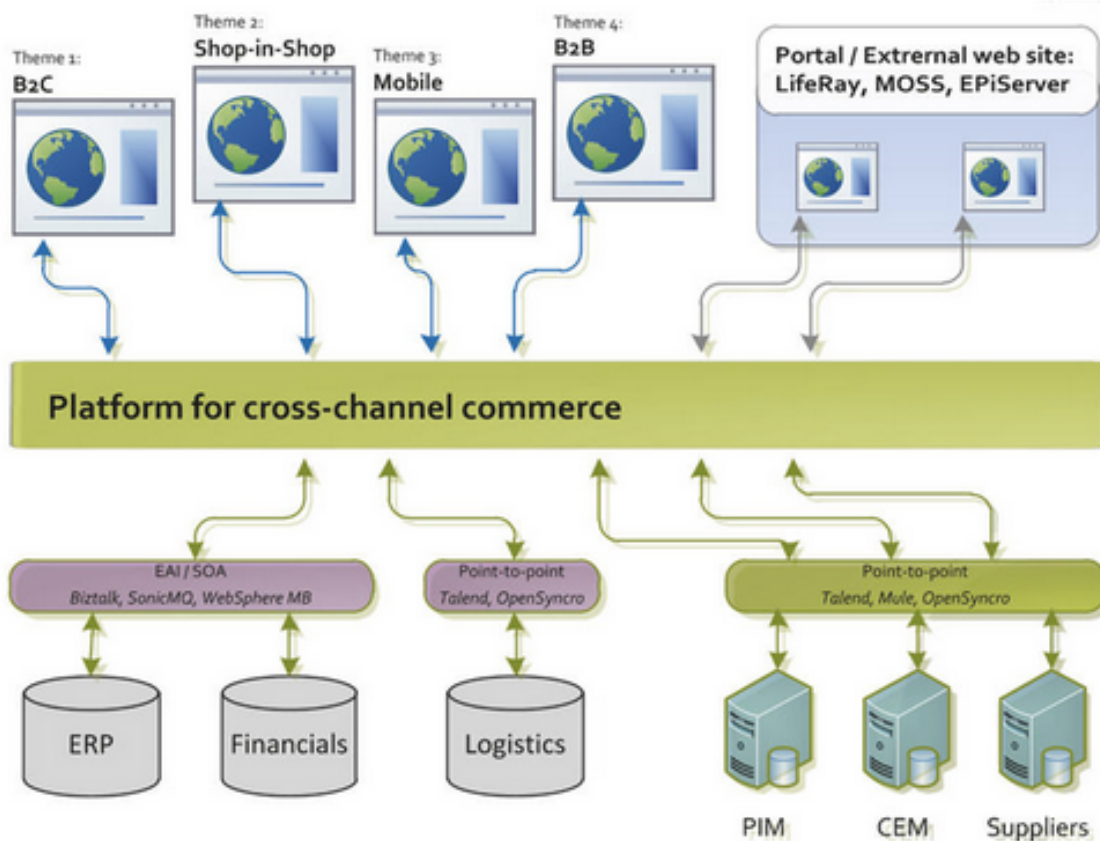 Theme 1:
B2C
Theme 2:
Shop-in-Shop
Theme 3:
Mobile
Theme 4:
B2B
Portal / Extrernal web site:
LifeRay, MOSS, EPiServer
Platform for cross-channel commerce
EAI / SOA
Biztalk, SonicMQ, WebSphere MB
Point-to-point
Talend, OpenSyncro
Point-to-point
Talend, Mule, OpenSyncro
ERP
Financials
Logistics
PIM
CEM
Suppliers